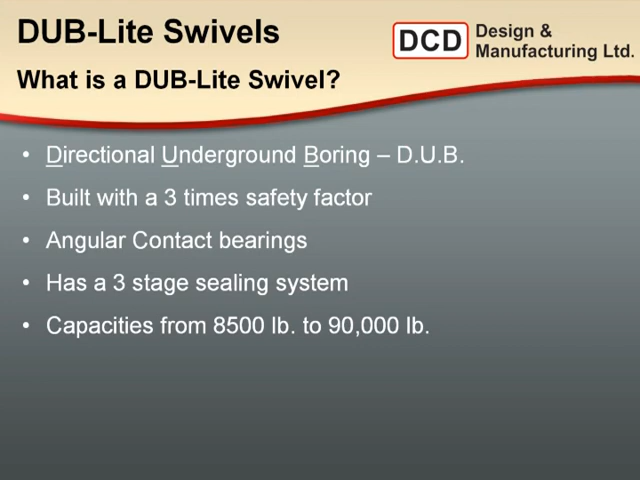 DUB-Lite Swivels
DCD Design &
Manufacturing Ltd.
What is a DUB-Lite Swivel?
• Directional Underground Boring – D.U.B.
• Built with a 3 times safety factor
• Angular Contact bearings
• Has a 3 stage sealing system
• Capacities from 8500 lb. to 90,000 lb.